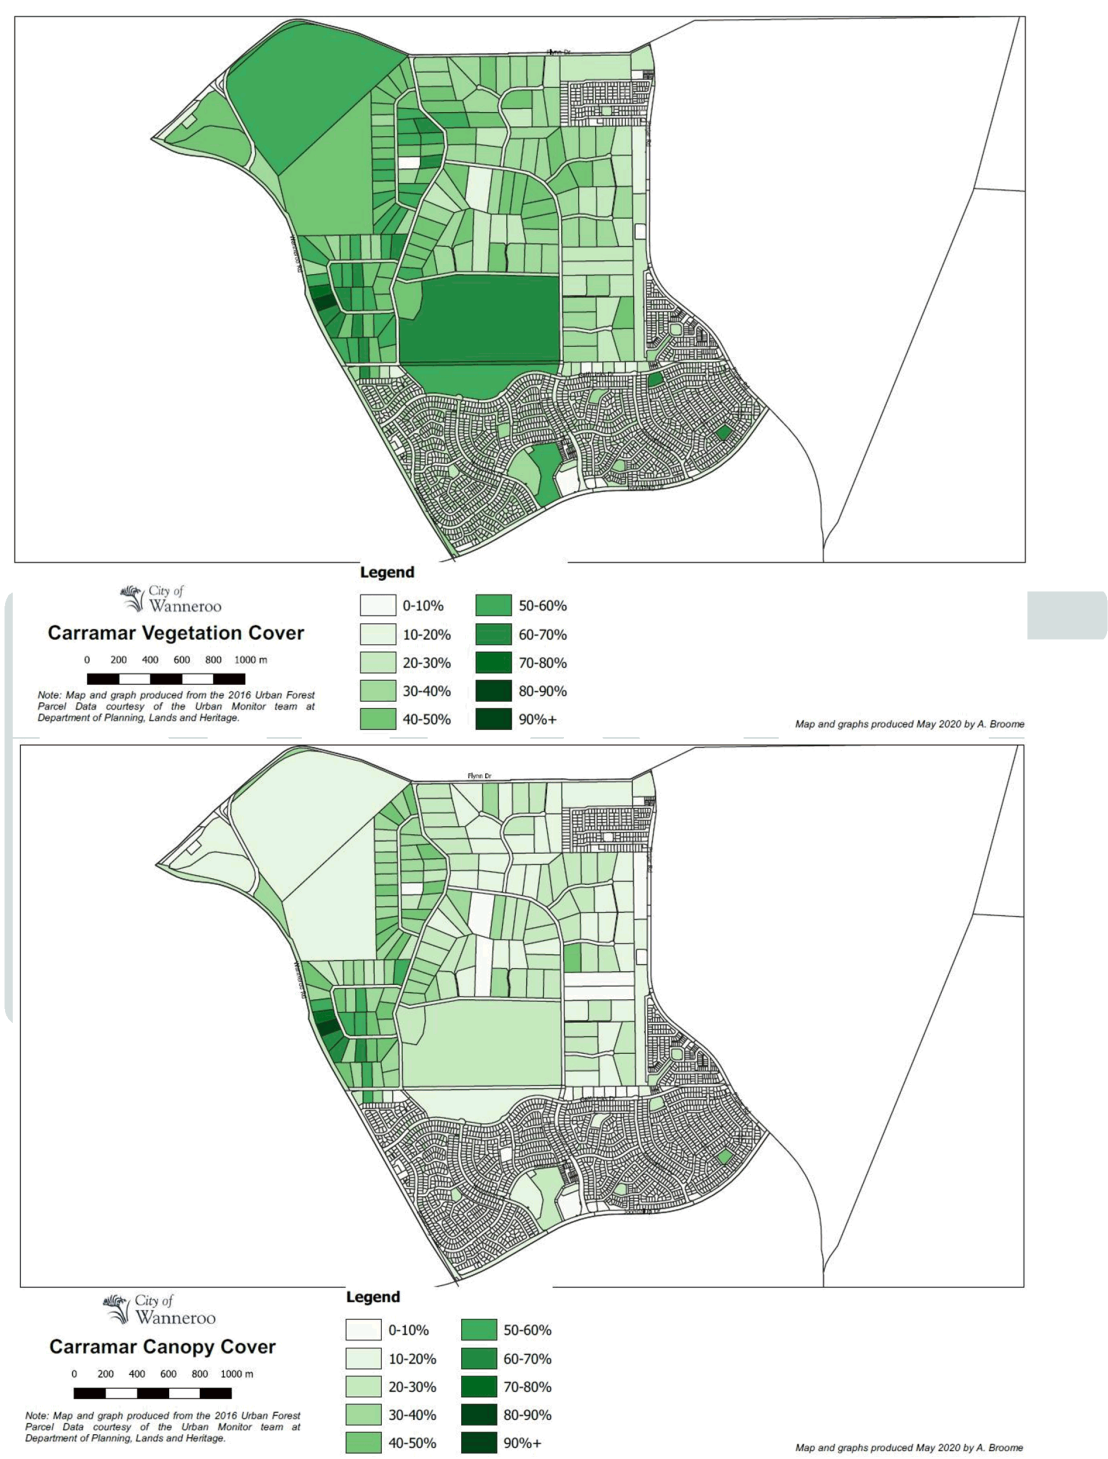 Flynn Dr
Wanneroo Rd
Legend
0-10%
50-60%
10-20%
60-70%
20-30%
70-80%
30-40%
80-90%
40-50%
90%+
City of
Wanneroo
Carramar Vegetation Cover
0 200 400 600 800 1000 m
Note: Map and graph produced from the 2016 Urban Forest
Parcel Data courtesy of the Urban Monitor team at
Department of Planning, Lands and Heritage.
Map and graphs produced May 2020 by A. Broome
Flynn Dr
Wanneroo Rd
Legend
0-10%
50-60%
10-20%
60-70%
20-30%
70-80%
30-40%
80-90%
40-50%
90%+
City of
Wanneroo
Carramar Canopy Cover
0 200 400 600 800 1000 m
Note: Map and graph produced from the 2016 Urban Forest
Parcel Data courtesy of the Urban Monitor team at
Department of Planning, Lands and Heritage.
Map and graphs produced May 2020 by A. Broome